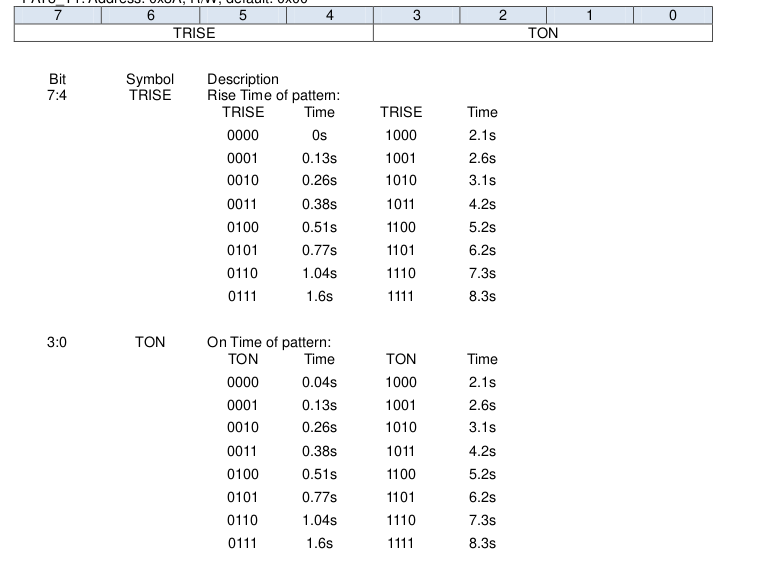 7 6 5 4 3 2 1 0
TRISE TON
Bit Symbol Description
7:4 TRISE Rise Time of pattern:
TRISE Time TRISE Time
0000 0s 1000 2.1s
0001 0.13s 1001 2.6s
0010 0.26s 1010 3.1s
0011 0.38s 1011 4.2s
0100 0.51s 1100 5.2s
0101 0.77s 1101 6.2s
0110 1.04s 1110 7.3s
0111 1.6s 1111 8.3s
3:0 TON On Time of pattern:
TON Time TON Time
0000 0.04s 1000 2.1s
0001 0.13s 1001 2.6s
0010 0.26s 1010 3.1s
0011 0.38s 1011 4.2s
0100 0.51s 1100 5.2s
0101 0.77s 1101 6.2s
0110 1.04s 1110 7.3s
0111 1.6s 1111 8.3s